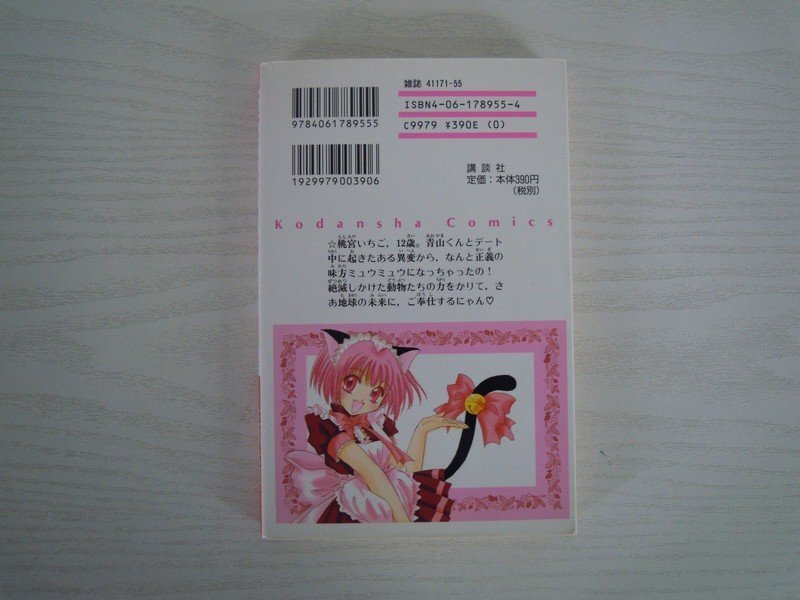 雑誌 41171-55
ISBN4-06-178955-4
C9979 ¥390E (0)
9784061789555
1929979003906
講談社
定価：本体390円
（税別）
Kodansha Comics
☆桃宮いちご，12歳。青山くんとデート
中に起きたある異変から，なんと正義の
味方ミュウミュウになっちゃったの！
絶滅しかけた動物たちの力をかりて，さ
あ地球の未来に，ご奉仕するにゃん♡